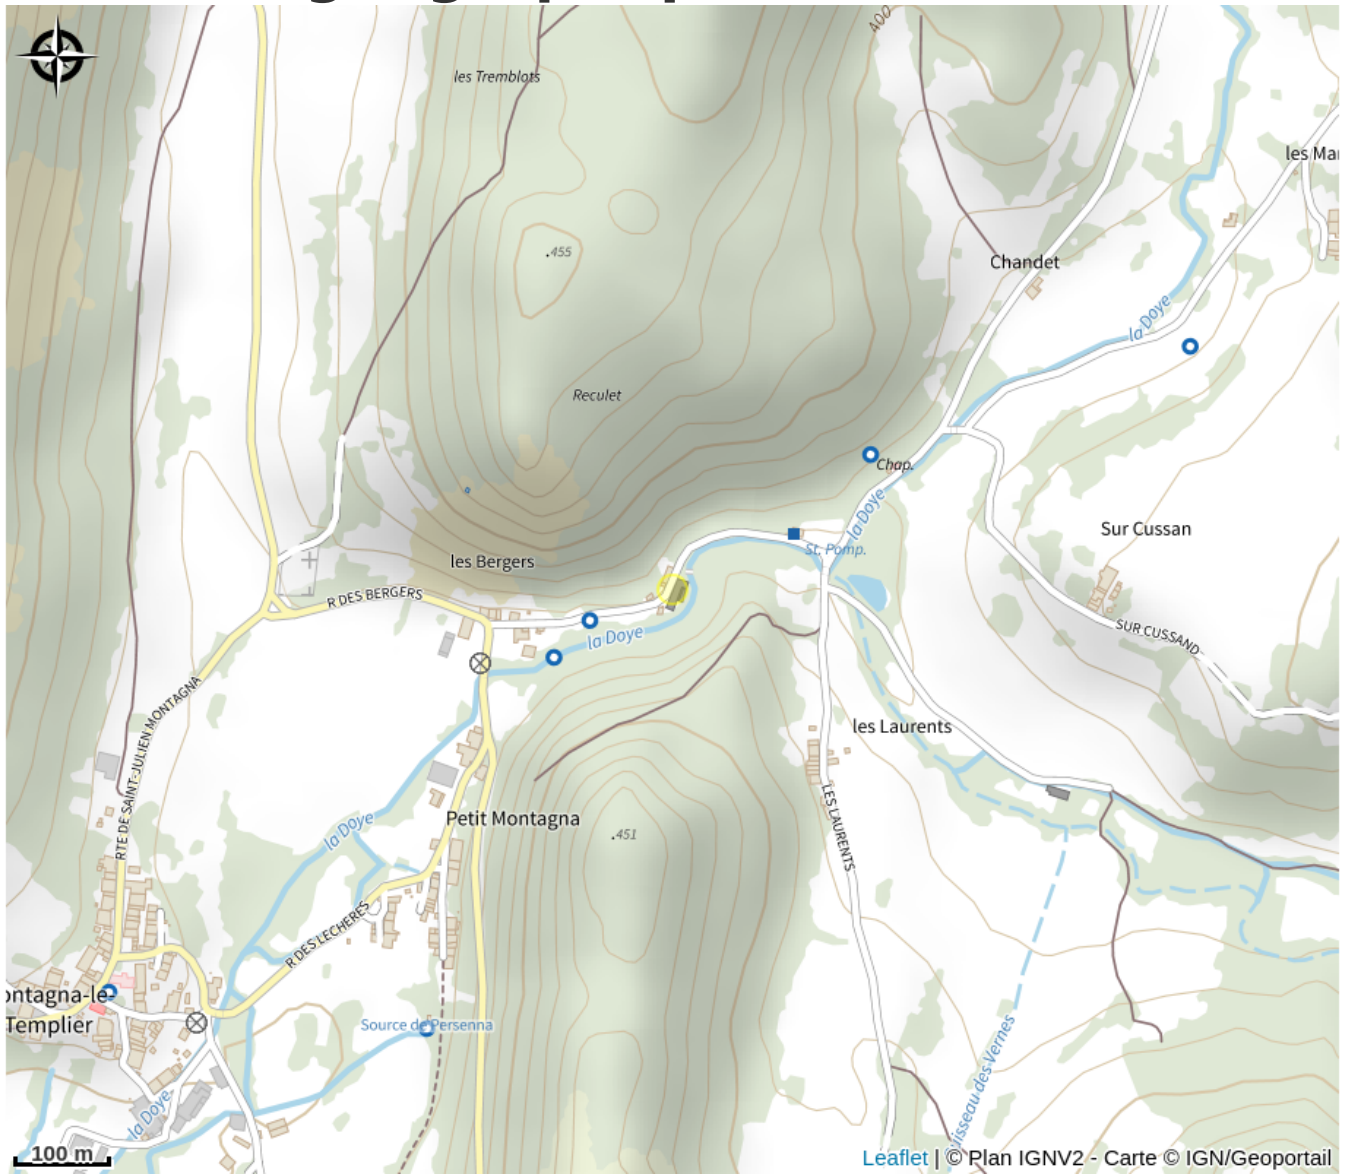 les Tremblots
400
les Mar
.455
Chandet
la Doye
Reculet
Chap.
la Doye
Sur Cussan
St. Pomp.
les Bergers
R DES BERGERS
la Doye
SUR CUSSAND
RTE DE SAINT-JULIEN MONTAGNA
les Laurents
LES LAURENTS
Petit Montagna
.451
la Doye
R DES LECHERES
ontagna-le-
Templier
Source de Persenna
uisseau des Vernes
la Doye
100 m
Leaflet | © Plan IGNV2 - Carte © IGN/Geoportail